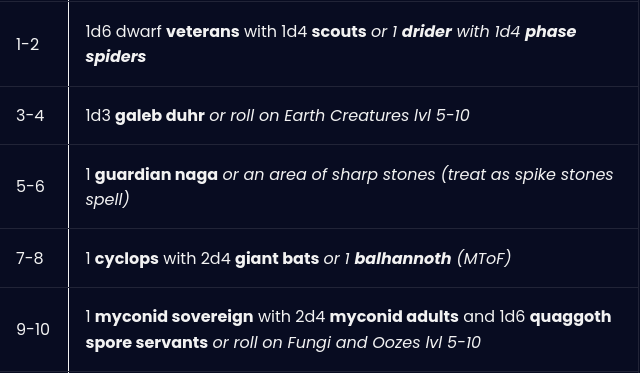 1-2
1d6 dwarf veterans with 1d4 scouts or 1 drider with 1d4 phase
spiders
3-4
1d3 galeb duhr or roll on Earth Creatures lvl 5-10
5-6
1 guardian naga or an area of sharp stones (treat as spike stones
spell)
7-8
1 cyclops with 2d4 giant bats or 1 balhannoth (MToF)
9-10
1 myconid sovereign with 2d4 myconid adults and 1d6 quaggoth
spore servants or roll on Fungi and Oozes lvl 5-10